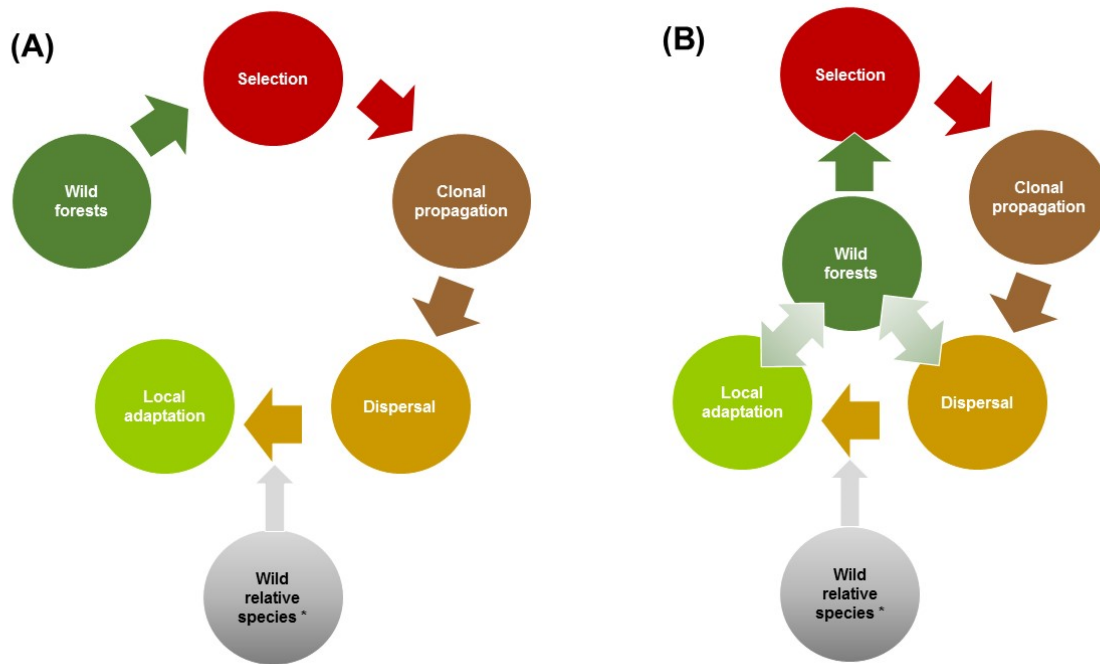 (A)
Selection
Wild
forests
Clonal
propagation
Local
adaptation
Dispersal
Wild
relative
species *
(B)
Selection
Clonal
propagation
Wild
forests
Local
adaptation
Dispersal
Wild
relative
species *